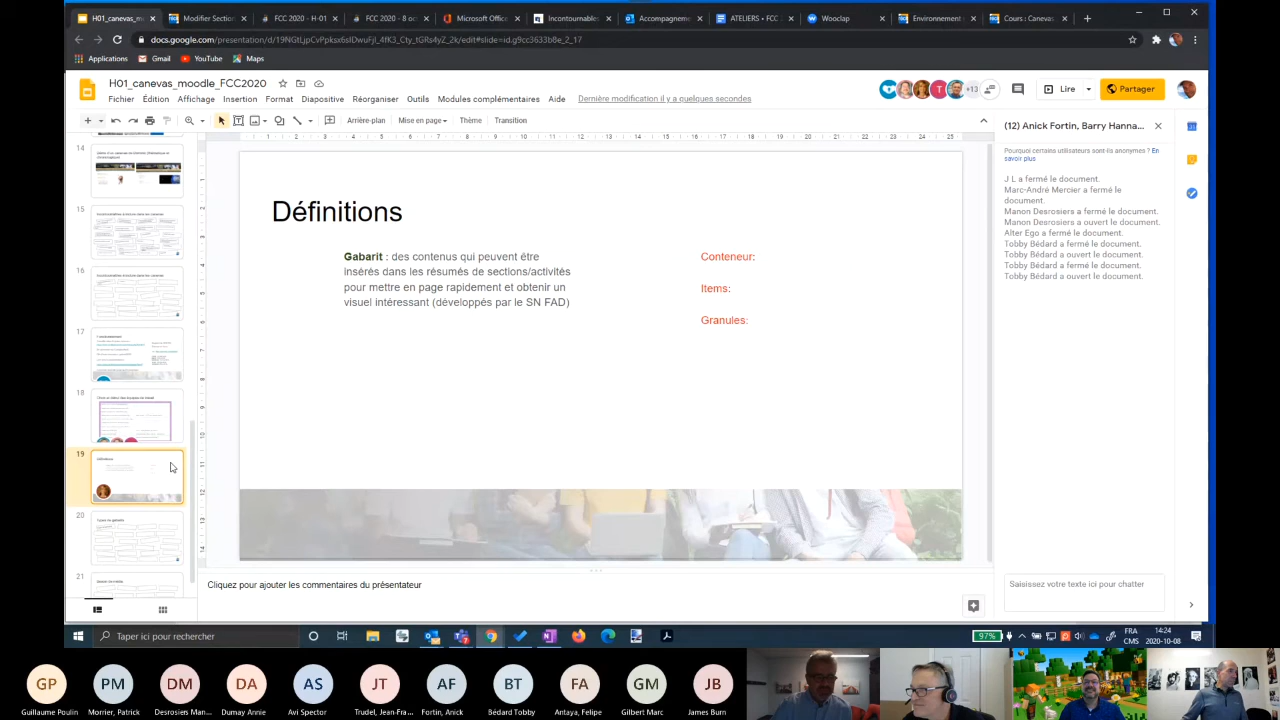 H01_canevas_moodle_FCC2020
Modifier Section
FCC 2020 - H-01
FCC 2020 - 8 oct
Microsoft Office
Incontournables
Accompagneme
ATELIERS • FCC
Wooclap
Environnement
Cours : Canevas
docs.google.com/presentation/d/
Applications
Gmail
YouTube
Maps
H01_canevas_moodle_FCC2020
Fichier Édition Affichage Insertion Format Diapositive Réorganiser Outils Modules complémentaires Aide
Dernière modification il y a quelques secondes
+13
Lire
Partager
Arrière-plan
Mise en page
Thème
Transition
14
15
16
17
18
19
20
21
Définitions
Gabarit : des contenus qui peuvent être
insérés dans les résumés de sections/activités
pour mettre en page rapidement et obtenir un
visuel intéressant (développés par le SN FAD)
Conteneur:
Items:
Granules:
Cliquez pour ajouter les commentaires du présentateur
(12) Anick Fortin, Barry Hanna...
Pourquoi certains utilisateurs sont-ils anonymes ? En
savoir plus
J L a fermé le document.
Marc-André Mercier a fermé le
document.
Manon Desrosiers a fermé le document.
Manon Desrosiers a ouvert le document.
Alter Ego a fermé le document.
Tobby Bédard a fermé le document.
Tobby Bédard a ouvert le document.
Tobby Bédard a fermé le document.
Tobby Bédard a ouvert le document.
Saisissez votre texte ici pour chatter
Taper ici pour rechercher
97%
FRA
CMS
14:24
2020-10-08
GP
PM
DM
DA
AS
JT
AF
BT
FA
GM
JB
Guillaume Poulin
Morrier, Patrick
Desrosiers Man...
Dumay Annie
Avi Spector
Trudel, Jean-Fra...
Fortin, Anick
Bédard Tobby
Antaya, Felipe
Gilbert Marc
James Burn